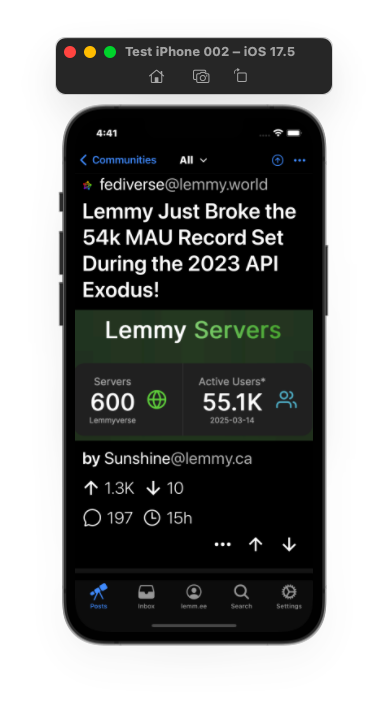 Test iPhone 002 – iOS 17.5
4:41
Communities All
fediverse@lemmy.world
Lemmy Just Broke the
54k MAU Record Set
During the 2023 API
Exodus!
Lemmy Servers
Servers Active Users*
600 55.1K
Lemmyverse 2025-03-14
by Sunshine@lemmy.ca
1.3K 10
197 15h
Posts Inbox lemm.ee Search Settings